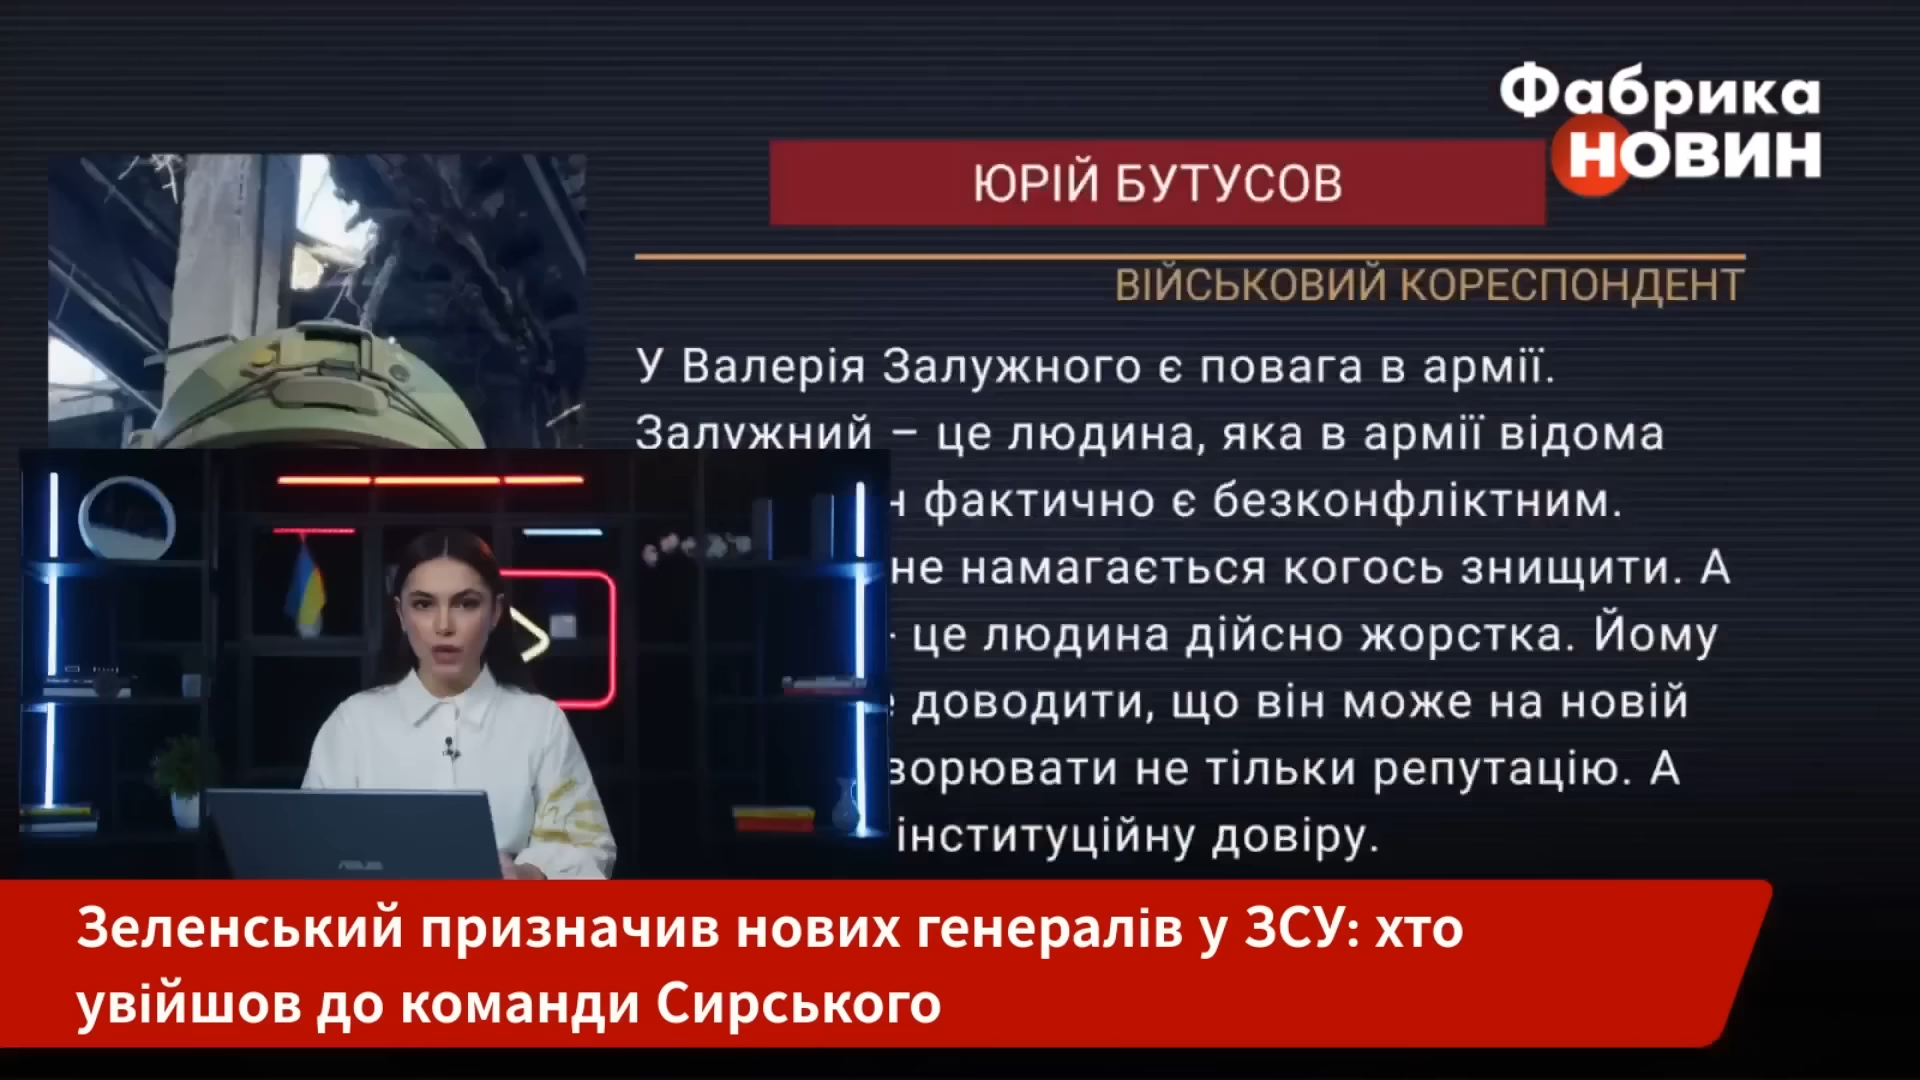 Фабрика
НОВИН
ЮРІЙ БУТУСОВ
ВІЙСЬКОВИЙ КОРЕСПОНДЕНТ
У Валерія Залужного є повага в армії.
Залужний – це людина, яка в армії відома
фактично є безконфліктним.
не намагається когось знищити. А
це людина дійсно жорстка. Йому
доводити, що він може на новій
не тільки репутацію. А
інституційну довіру.
ASUS
Зеленський призначив нових генералів у ЗСУ: хто
увійшов до команди Сирського